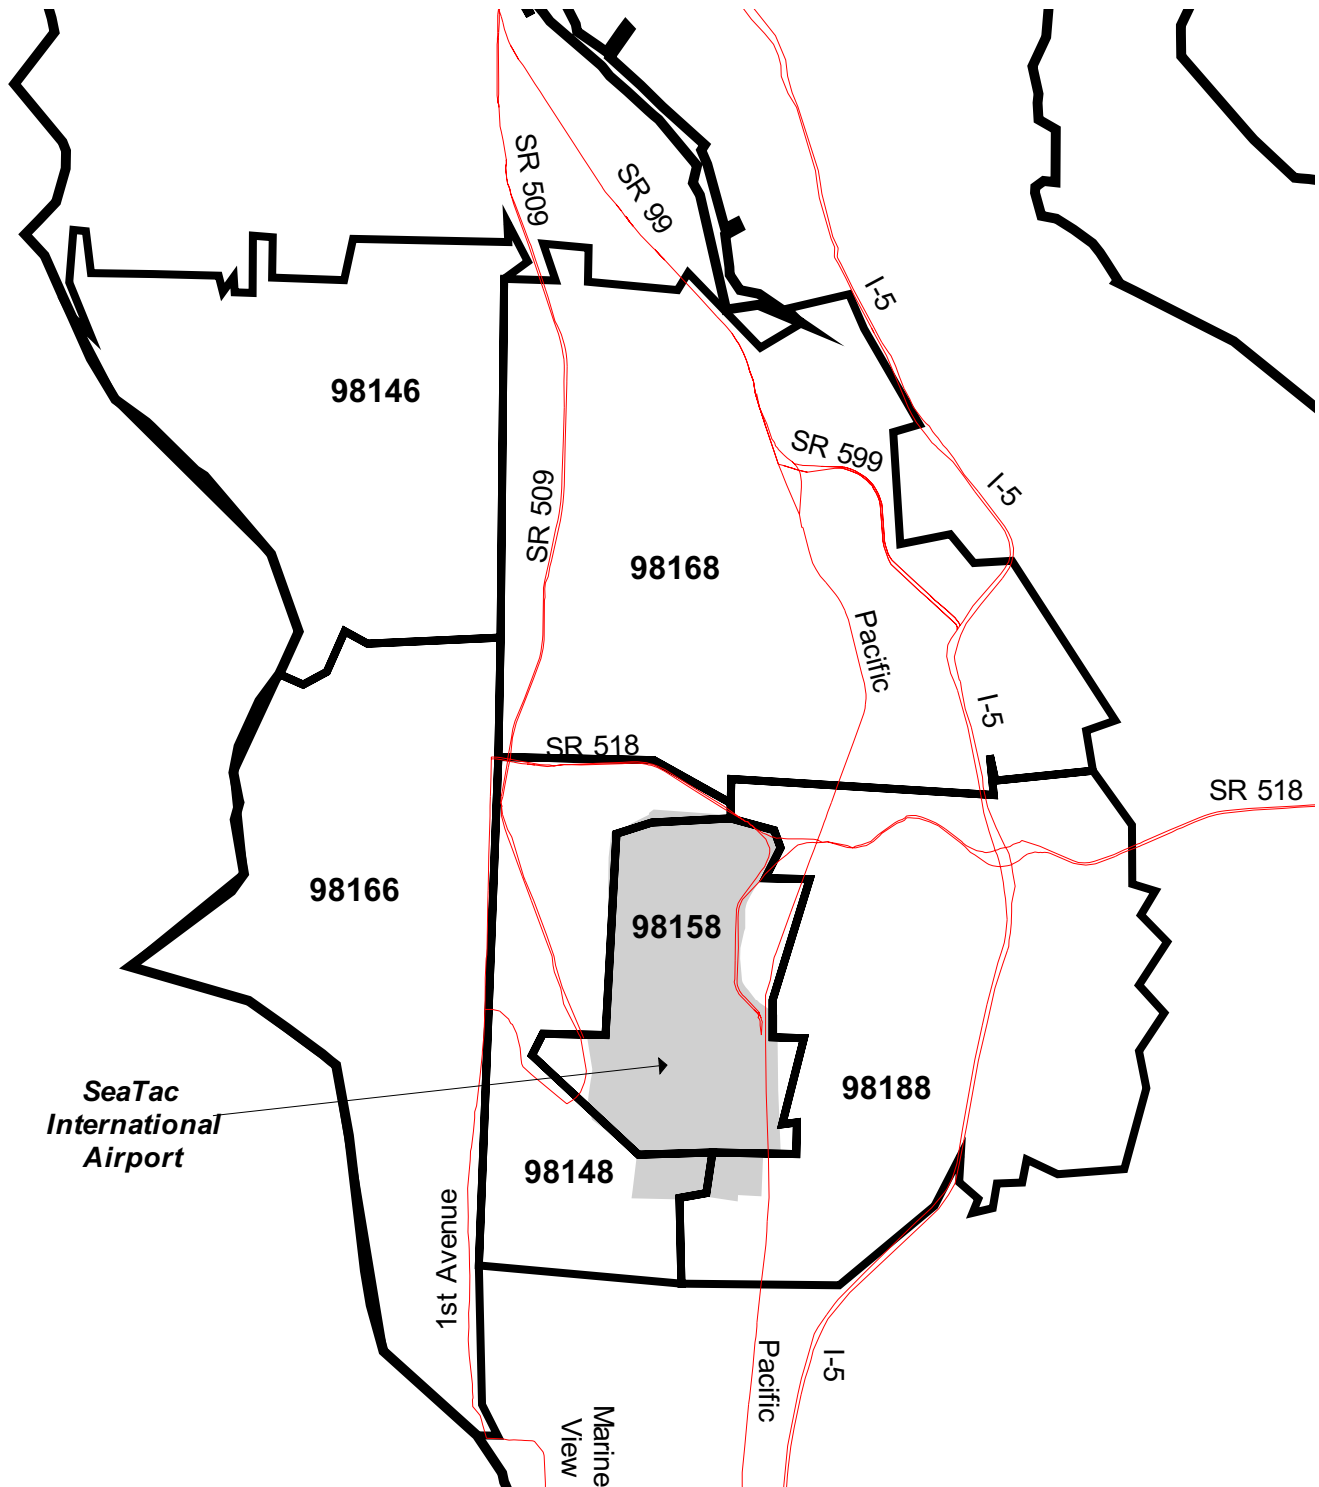 SR 509
SR 99
I-5
98146
SR 599
I-5
SR 509
98168
Pacific
I-5
SR 518
SR 518
98166
98158
98188
SeaTac
International
Airport
98148
1st Avenue
Pacific
I-5
Marine
View